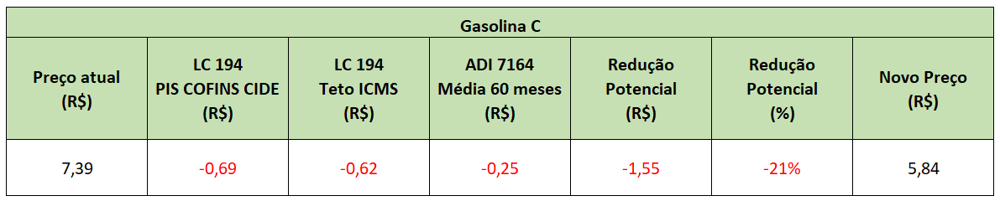 Gasolina C
Preço atual
(R$)
LC 194
PIS COFINS CIDE
(R$)
LC 194
Teto ICMS
(R$)
ADI 7164
Média 60 meses
(R$)
Redução
Potencial
(R$)
Redução
Potencial
(%)
Novo Preço
(R$)
7,39
-0,69
-0,62
-0,25
-1,55
-21%
5,84